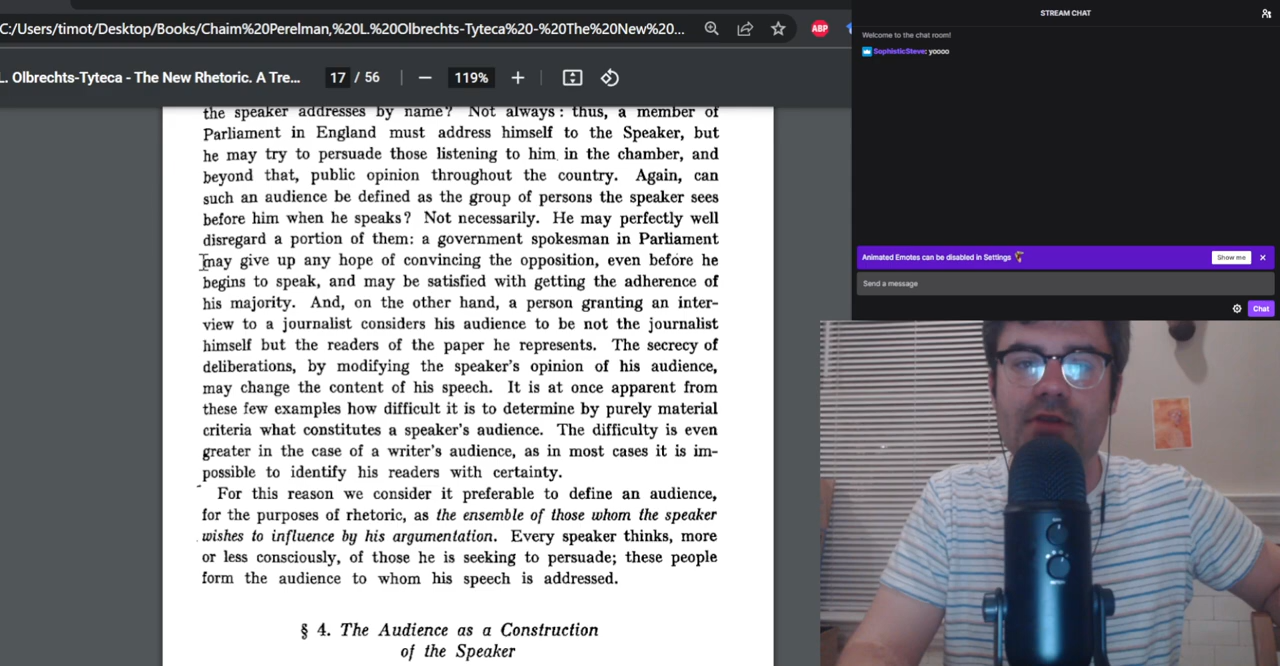 C:/Users/timot/Desktop/Books/Chaim%20Perelman,%20L.%20Olbrechts-Tyteca%20-%20The%20New%20...
ABP
L. Olbrechts-Tyteca - The New Rhetoric. A Tre...
17 / 56
119%
the speaker addresses by name? Not always: thus, a member of
Parliament in England must address himself to the Speaker, but
he may try to persuade those listening to him in the chamber, and
beyond that, public opinion throughout the country. Again, can
such an audience be defined as the group of persons the speaker sees
before him when he speaks? Not necessarily. He may perfectly well
disregard a portion of them: a government spokesman in Parliament
may give up any hope of convincing the opposition, even before he
begins to speak, and may be satisfied with getting the adherence of
his majority. And, on the other hand, a person granting an inter-
view to a journalist considers his audience to be not the journalist
himself but the readers of the paper he represents. The secrecy of
deliberations, by modifying the speaker's opinion of his audience,
may change the content of his speech. It is at once apparent from
these few examples how difficult it is to determine by purely material
criteria what constitutes a speaker's audience. The difficulty is even
greater in the case of a writer's audience, as in most cases it is im-
possible to identify his readers with certainty.
For this reason we consider it preferable to define an audience,
for the purposes of rhetoric, as the ensemble of those whom the speaker
wishes to influence by his argumentation. Every speaker thinks, more
or less consciously, of those he is seeking to persuade; these people
form the audience to whom his speech is addressed.
§ 4. The Audience as a Construction
of the Speaker
STREAM CHAT
Welcome to the chat room!
SophisticSteve: yoooo
Animated Emotes can be disabled in Settings
Show me
Send a message
Chat